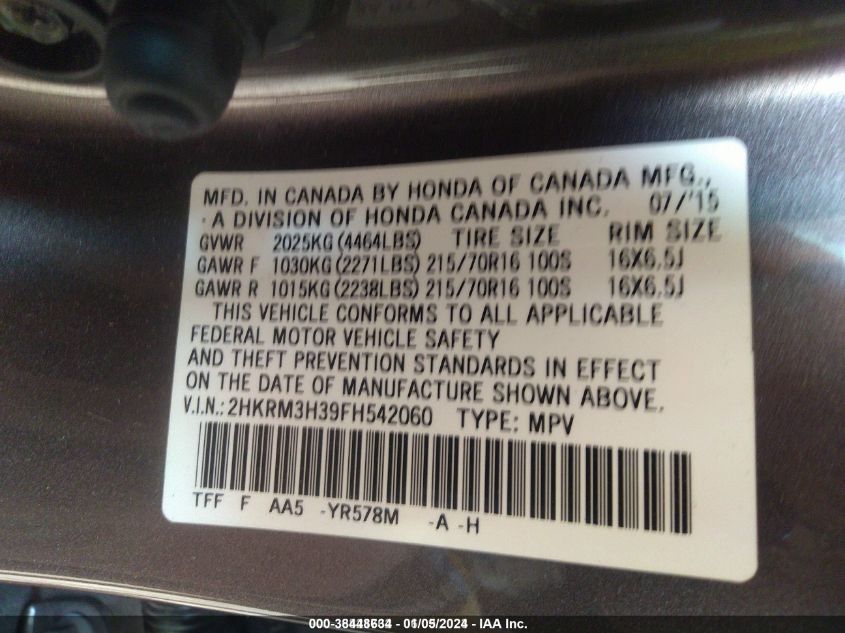 MFD. IN CANADA BY HONDA OF CANADA MFG.,
A DIVISION OF HONDA CANADA INC. 07/'15
GVWR 2025KG (4464LBS) TIRE SIZE RIM SIZE
GAWR F 1030KG (2271LBS) 215/70R16 100S 16X6.5J
GAWR R 1015KG (2238LBS) 215/70R16 100S 16X6.5J
THIS VEHICLE CONFORMS TO ALL APPLICABLE
FEDERAL MOTOR VEHICLE SAFETY
AND THEFT PREVENTION STANDARDS IN EFFECT
ON THE DATE OF MANUFACTURE SHOWN ABOVE.
V.I.N.: 2HKRM3H39FH542060 TYPE: MPV
TFF F AA5 -YR578M -A -H
01/05/2024 - IAA Inc.